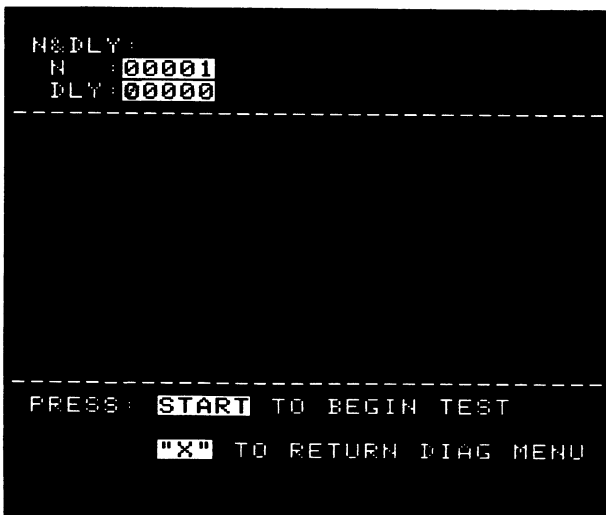 N&DLY:
N :00001
DLY:00000
PRESS: START TO BEGIN TEST
"X" TO RETURN DIAG MENU